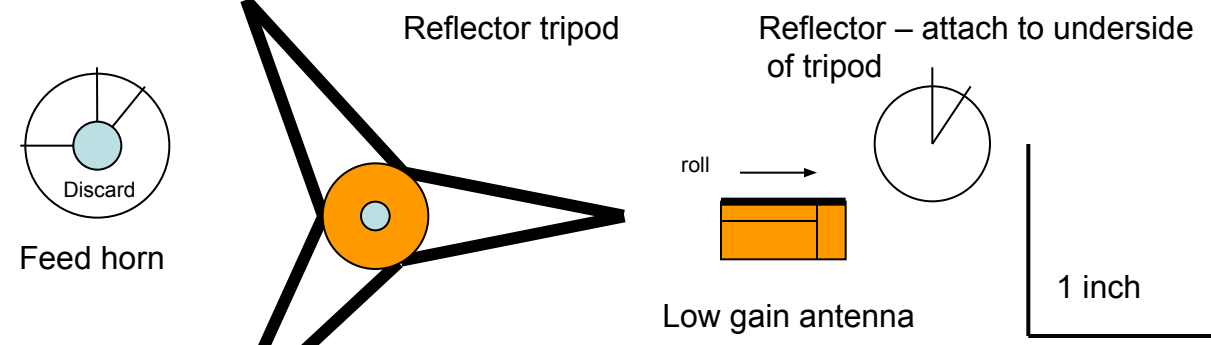 Reflector tripod
Reflector – attach to underside
of tripod
roll
Discard
Feed horn
1 inch
Low gain antenna